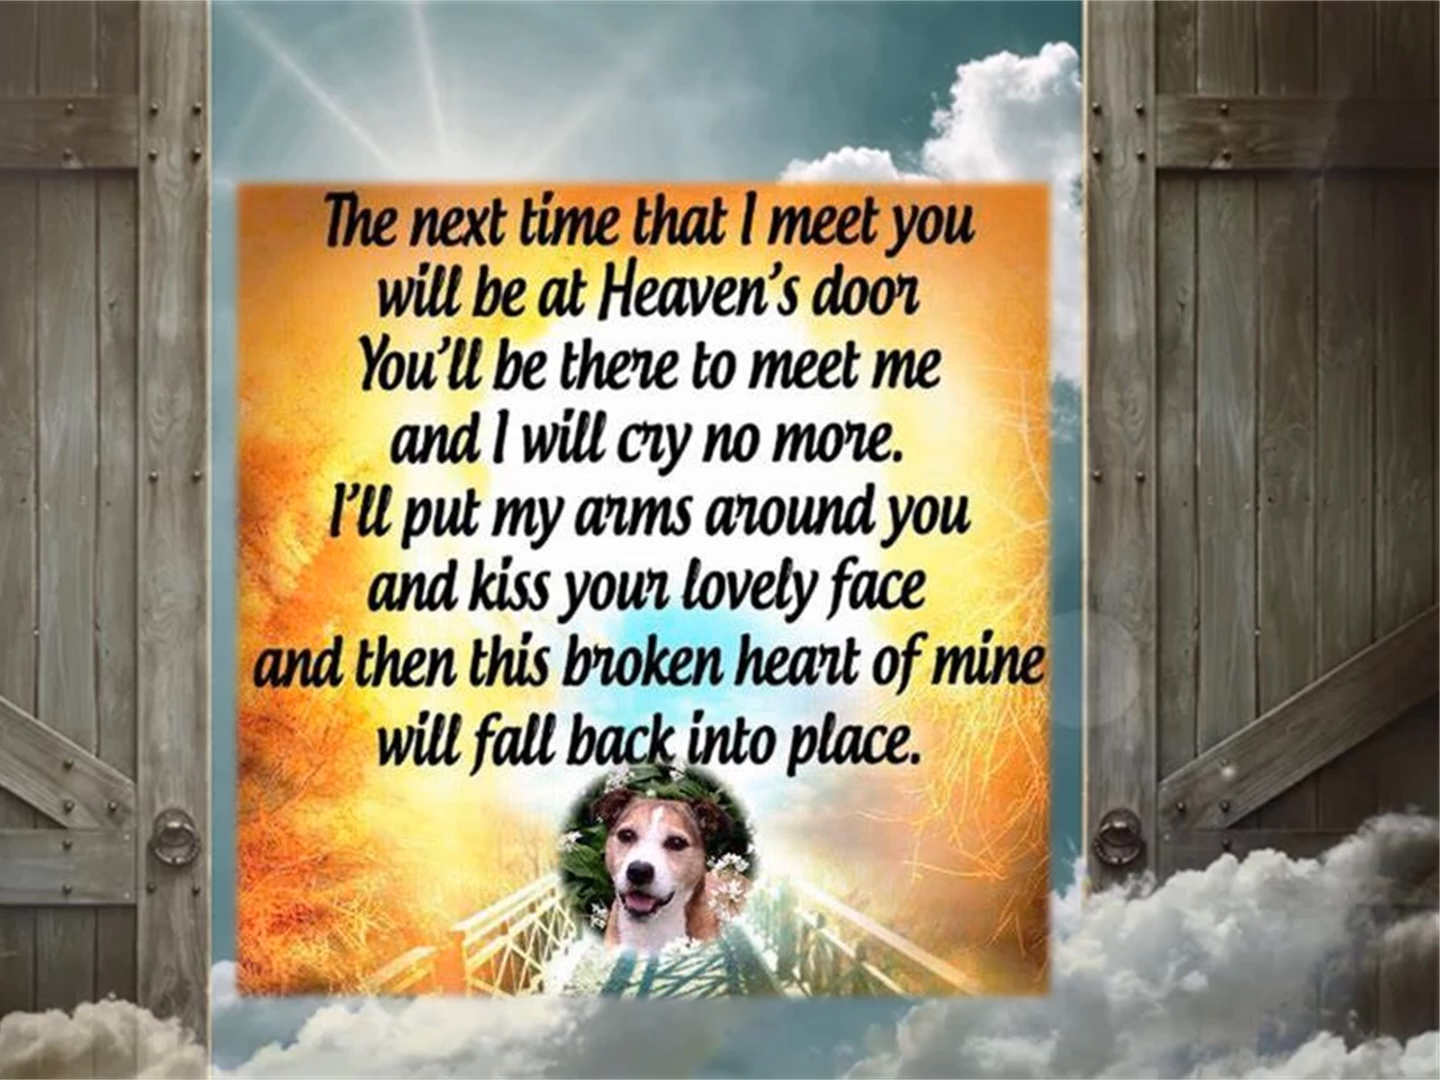 The next time that I meet you
will be at Heaven's door
You'll be there to meet me
and I will cry no more.
I'll put my arms around you
and kiss your lovely face
and then this broken heart of mine
will fall back into place.